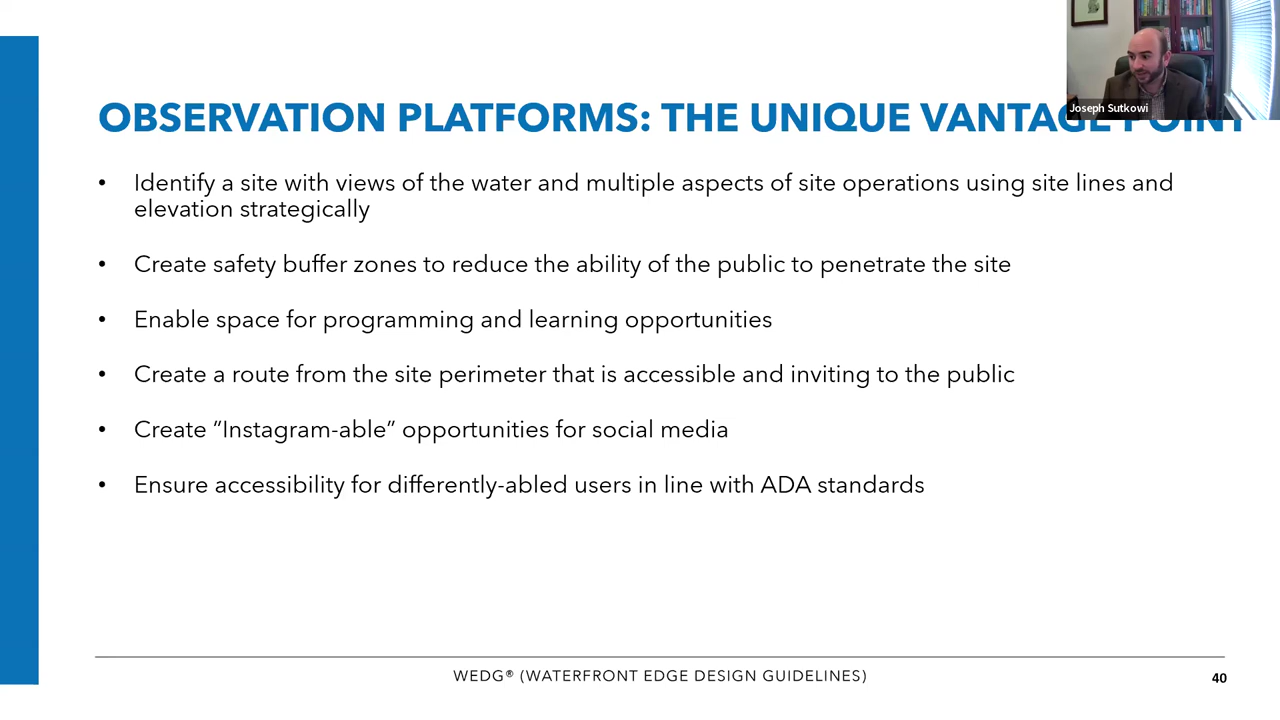 OBSERVATION PLATFORMS: THE UNIQUE VANTAGE POINT
Joseph Sutkowi
• Identify a site with views of the water and multiple aspects of site operations using site lines and
elevation strategically
• Create safety buffer zones to reduce the ability of the public to penetrate the site
• Enable space for programming and learning opportunities
• Create a route from the site perimeter that is accessible and inviting to the public
• Create “Instagram-able” opportunities for social media
• Ensure accessibility for differently-abled users in line with ADA standards
WEDG® (WATERFRONT EDGE DESIGN GUIDELINES)
40